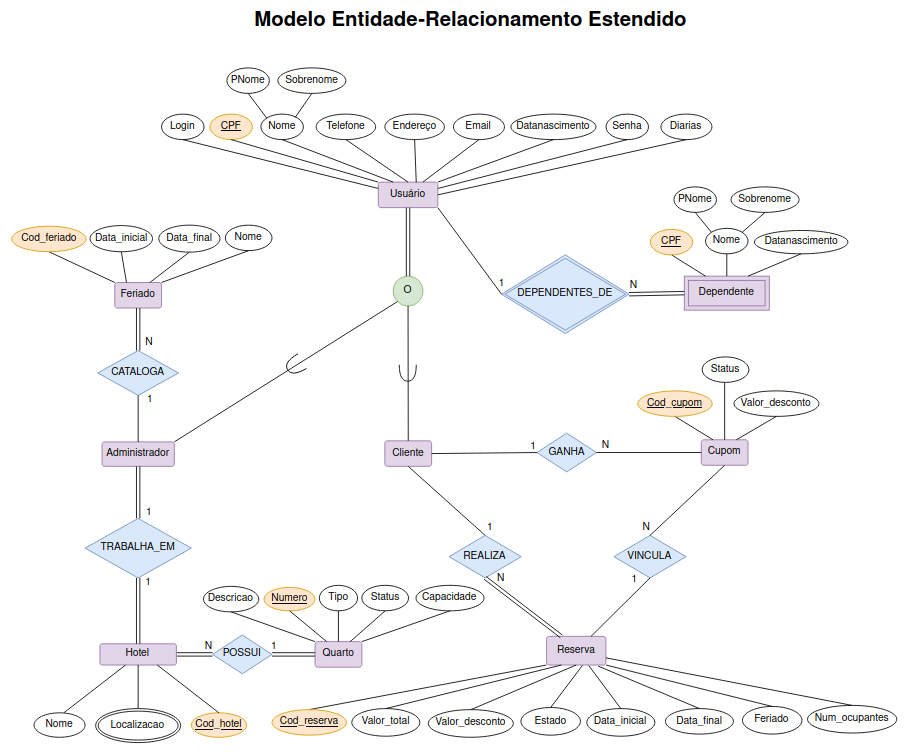 Modelo Entidade-Relacionamento Estendido
PNome
Sobrenome
Login
CPF
Nome
Telefone
Endereço
Email
Datanascimento
Senha
Diarias
Usuário
PNome
Sobrenome
CPF
Nome
Datanascimento
Dependente
Cod_feriado
Data_inicial
Data_final
Nome
Feriado
O
1
DEPENDENTES_DE
N
N
CATALOGA
1
Status
Cod_cupom
Valor_desconto
Administrador
Cliente
1
GANHA
N
Cupom
1
TRABALHA_EM
1
1
REALIZA
N
N
VINCULA
1
Descricao
Numero
Tipo
Status
Capacidade
Hotel
N
POSSUI
1
Quarto
Reserva
Nome
Localizacao
Cod_hotel
Cod_reserva
Valor_total
Valor_desconto
Estado
Data_inicial
Data_final
Feriado
Num_ocupantes